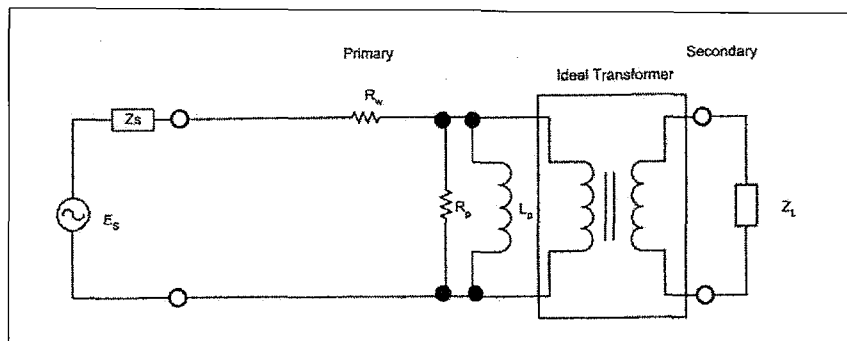 Primary
Secondary
Ideal Transformer
Rw
Zs
Rp
Lp
ES
ZL